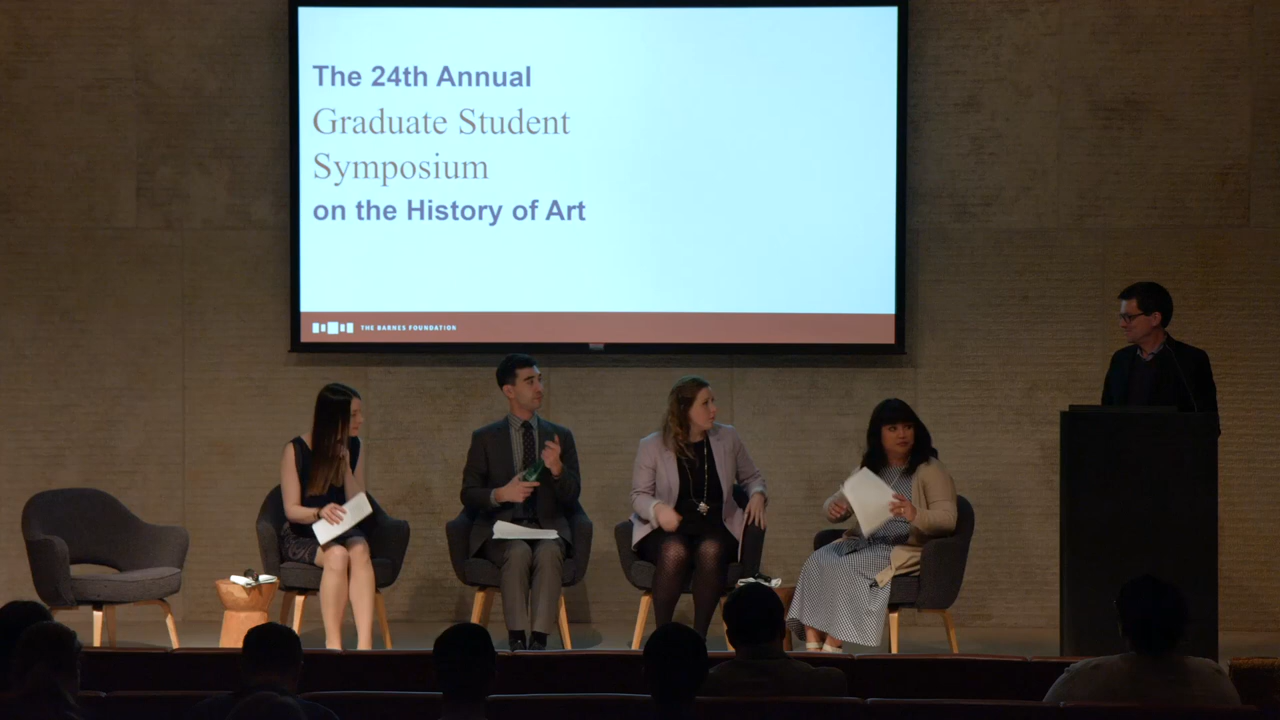 The 24th Annual
Graduate Student
Symposium
on the History of Art
THE BARNES FOUNDATION